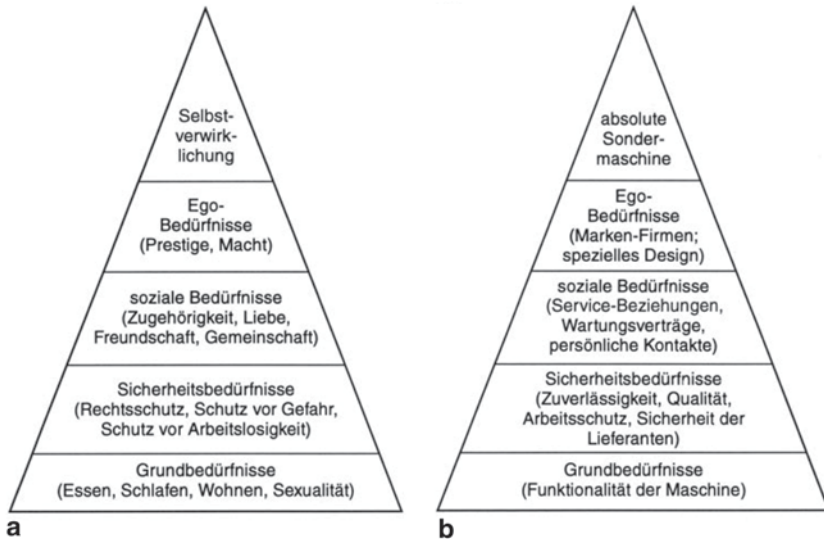 Selbst-
verwirk-
lichung
Ego-
Bedürfnisse
(Prestige, Macht)
soziale Bedürfnisse
(Zugehörigkeit, Liebe,
Freundschaft, Gemeinschaft)
Sicherheitsbedürfnisse
(Rechtsschutz, Schutz vor Gefahr,
Schutz vor Arbeitslosigkeit)
Grundbedürfnisse
(Essen, Schlafen, Wohnen, Sexualität)
a
absolute
Sonder-
maschine
Ego-
Bedürfnisse
(Marken-Firmen;
spezielles Design)
soziale Bedürfnisse
(Service-Beziehungen,
Wartungsverträge,
persönliche Kontakte)
Sicherheitsbedürfnisse
(Zuverlässigkeit, Qualität,
Arbeitsschutz, Sicherheit der
Lieferanten)
Grundbedürfnisse
(Funktionalität der Maschine)
b